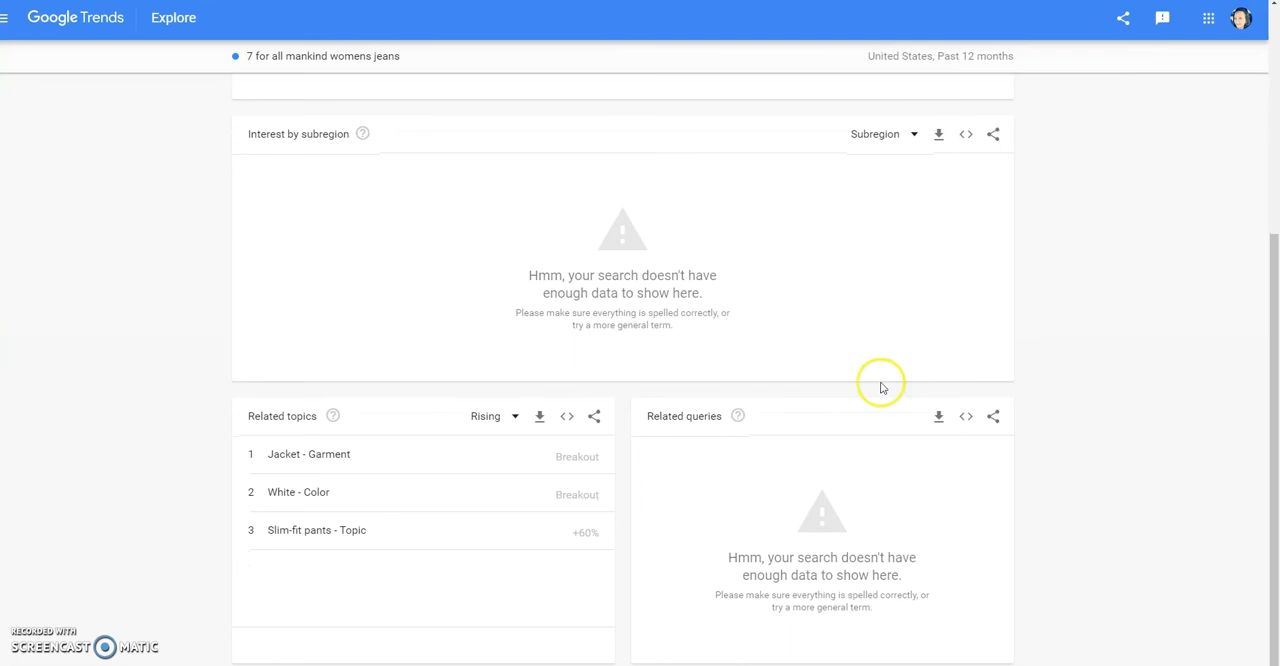 Google Trends
Explore
7 for all mankind womens jeans
United States, Past 12 months
Interest by subregion
Subregion
Hmm, your search doesn't have
enough data to show here.
Please make sure everything is spelled correctly, or
try a more general term.
Related topics
Rising
1 Jacket - Garment Breakout
2 White - Color Breakout
3 Slim-fit pants - Topic +60%
Related queries
Hmm, your search doesn't have
enough data to show here.
Please make sure everything is spelled correctly, or
try a more general term.
RECORDED WITH
SCREENCAST MATIC